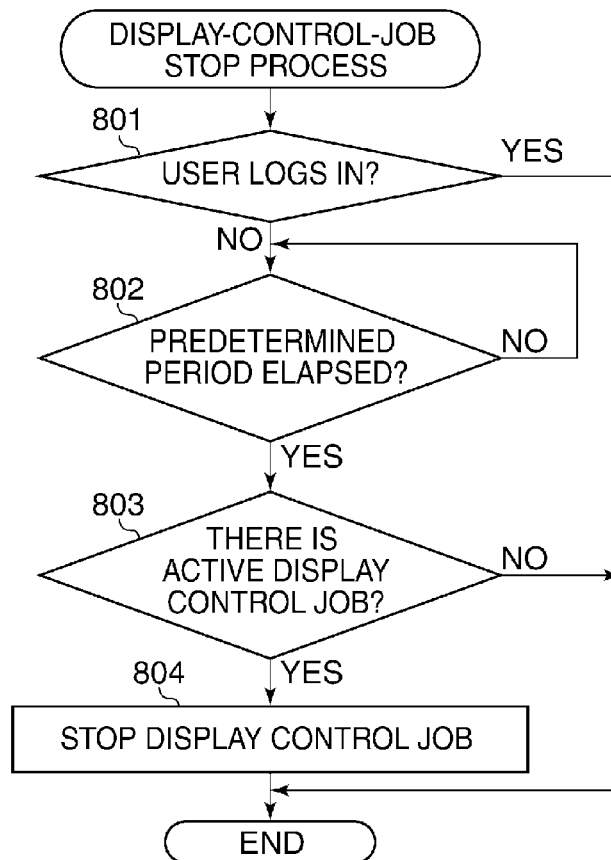 DISPLAY-CONTROL-JOB
STOP PROCESS
801
USER LOGS IN?
YES
NO
802
PREDETERMINED
PERIOD ELAPSED?
NO
YES
803
THERE IS
ACTIVE DISPLAY
CONTROL JOB?
NO
YES
804
STOP DISPLAY CONTROL JOB
END